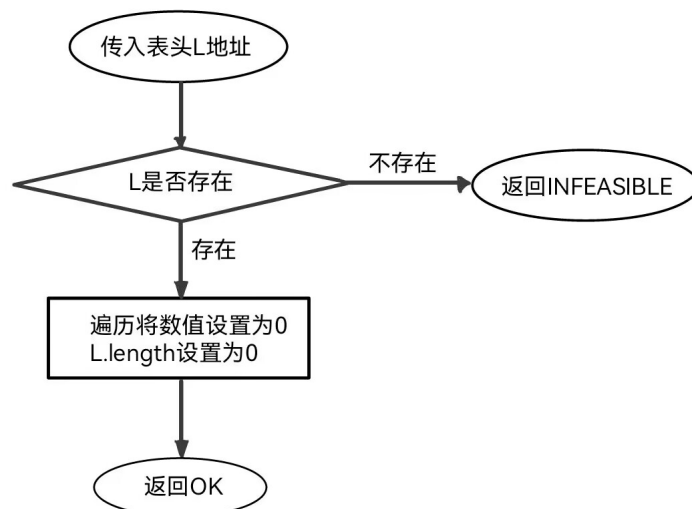 传入表头L地址
L是否存在
不存在
返回INFEASIBLE
存在
遍历将数值设置为0
L.length设置为0
返回OK